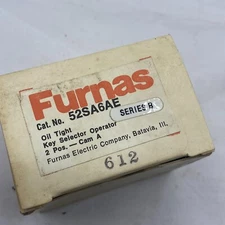 Furnas
Cat. No. 52SA6AE SERIES B
Oil Tight
Key Selector Operator
2 Pos. — Cam A
Furnas Electric Company, Batavia, Ill.
612